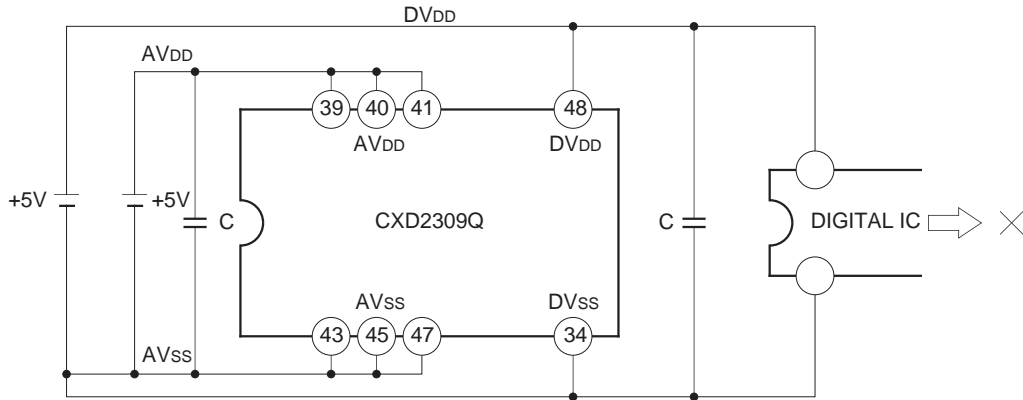 DVDD
AVDD
39 40 41 48
AVDD DVDD
+5V +5V C CXD2309Q C DIGITAL IC
AVSS DVSS
43 45 47 34
AVSS